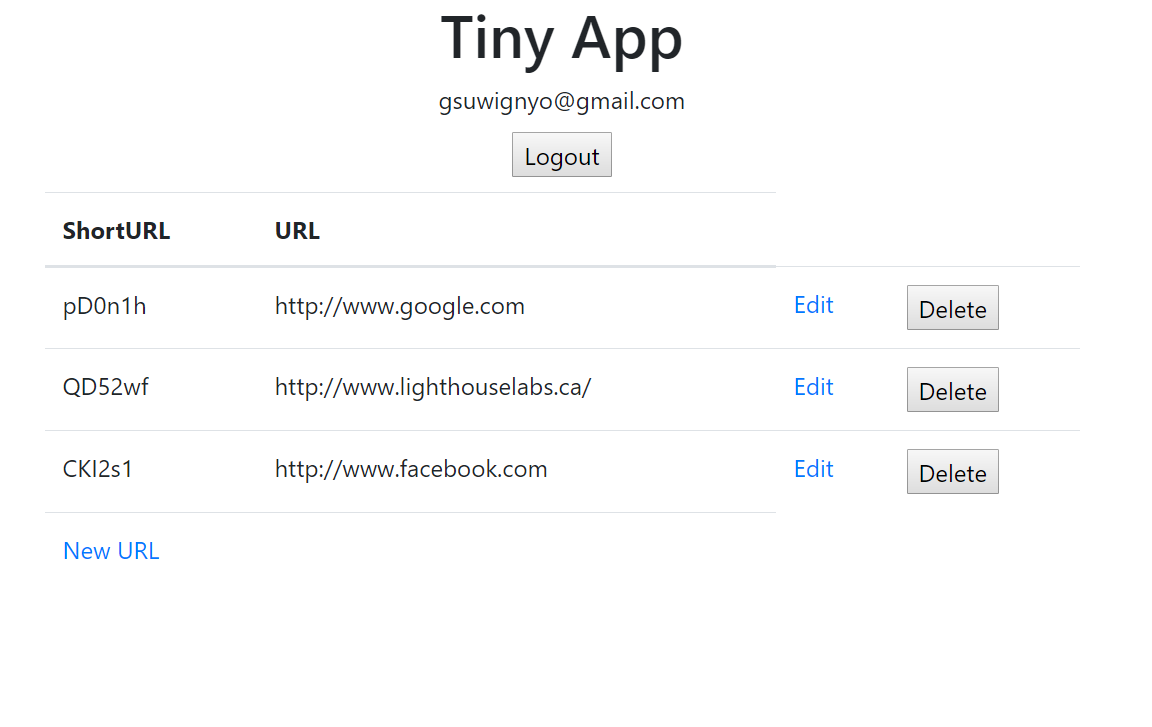 Tiny App
gsuwignyo@gmail.com
Logout
ShortURL URL
pD0n1h http://www.google.com Edit Delete
QD52wf http://www.lighthouselabs.ca/ Edit Delete
CKI2s1 http://www.facebook.com Edit Delete
New URL